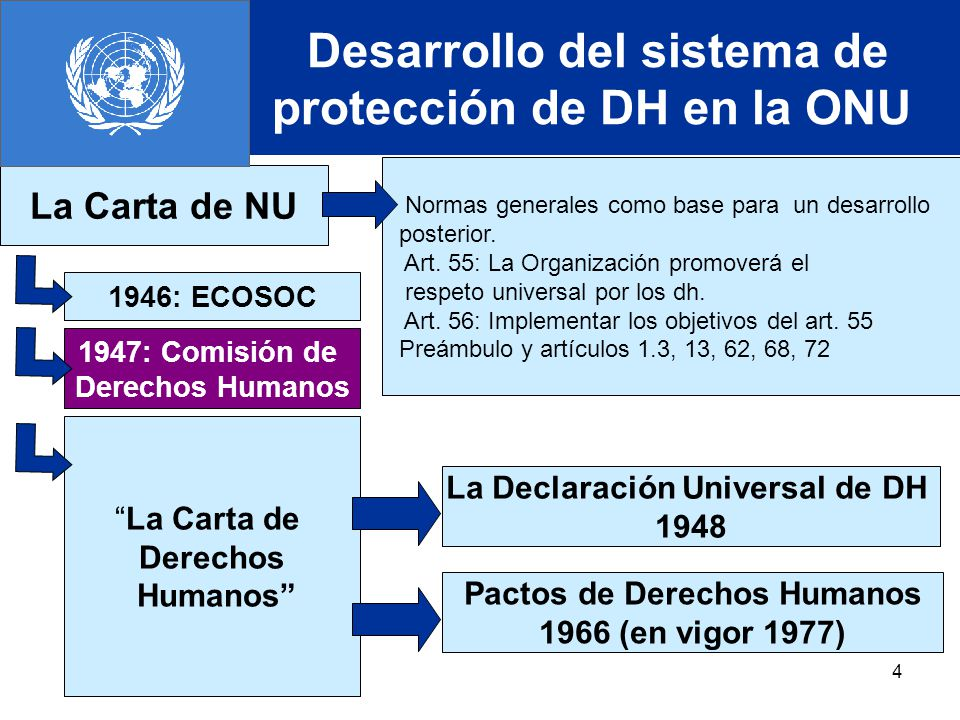 Desarrollo del sistema de
protección de DH en la ONU
La Carta de NU
Normas generales como base para un desarrollo
posterior.
Art. 55: La Organización promoverá el
respeto universal por los dh.
Art. 56: Implementar los objetivos del art. 55
Preámbulo y artículos 1.3, 13, 62, 68, 72
1946: ECOSOC
1947: Comisión de
Derechos Humanos
“La Carta de
Derechos
Humanos”
La Declaración Universal de DH
1948
Pactos de Derechos Humanos
1966 (en vigor 1977)
4